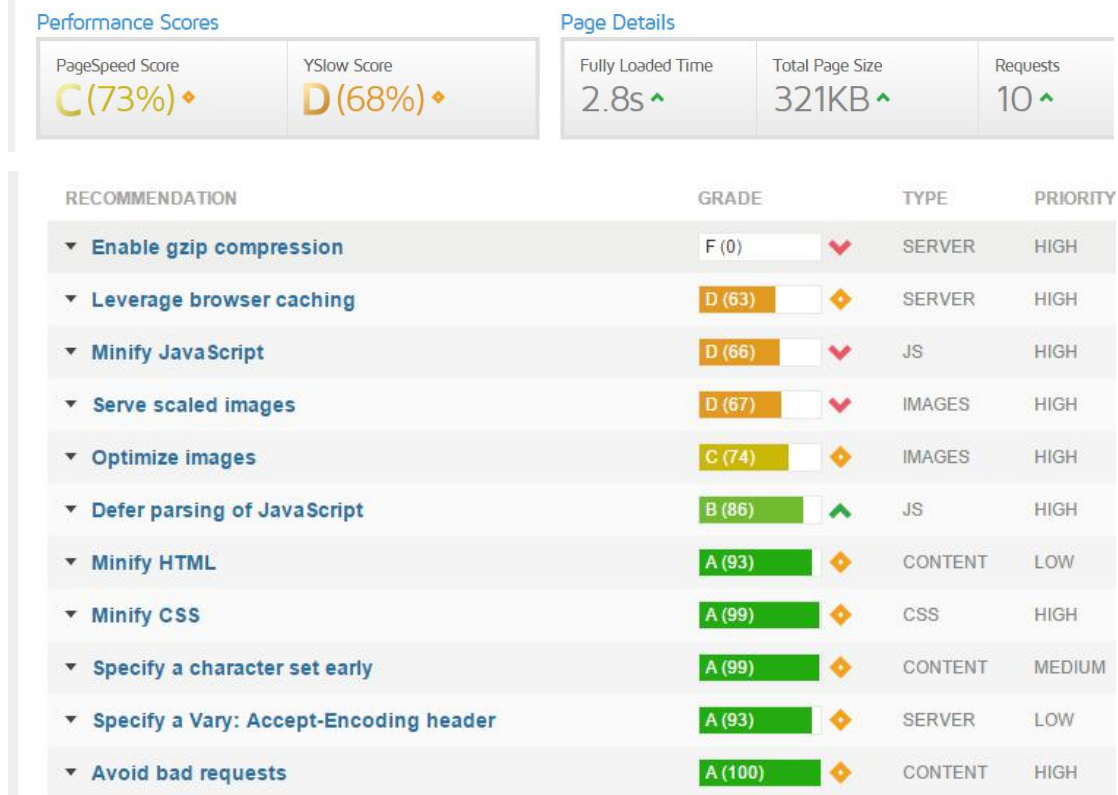 Performance Scores Page Details
PageSpeed Score YSlow Score Fully Loaded Time Total Page Size Requests
C (73%) D (68%) 2.8s 321KB 10
RECOMMENDATION GRADE TYPE PRIORITY
Enable gzip compression F (0) SERVER HIGH
Leverage browser caching D (63) SERVER HIGH
Minify JavaScript D (66) JS HIGH
Serve scaled images D (67) IMAGES HIGH
Optimize images C (74) IMAGES HIGH
Defer parsing of JavaScript B (86) JS HIGH
Minify HTML A (93) CONTENT LOW
Minify CSS A (99) CSS HIGH
Specify a character set early A (99) CONTENT MEDIUM
Specify a Vary: Accept-Encoding header A (93) SERVER LOW
Avoid bad requests A (100) CONTENT HIGH